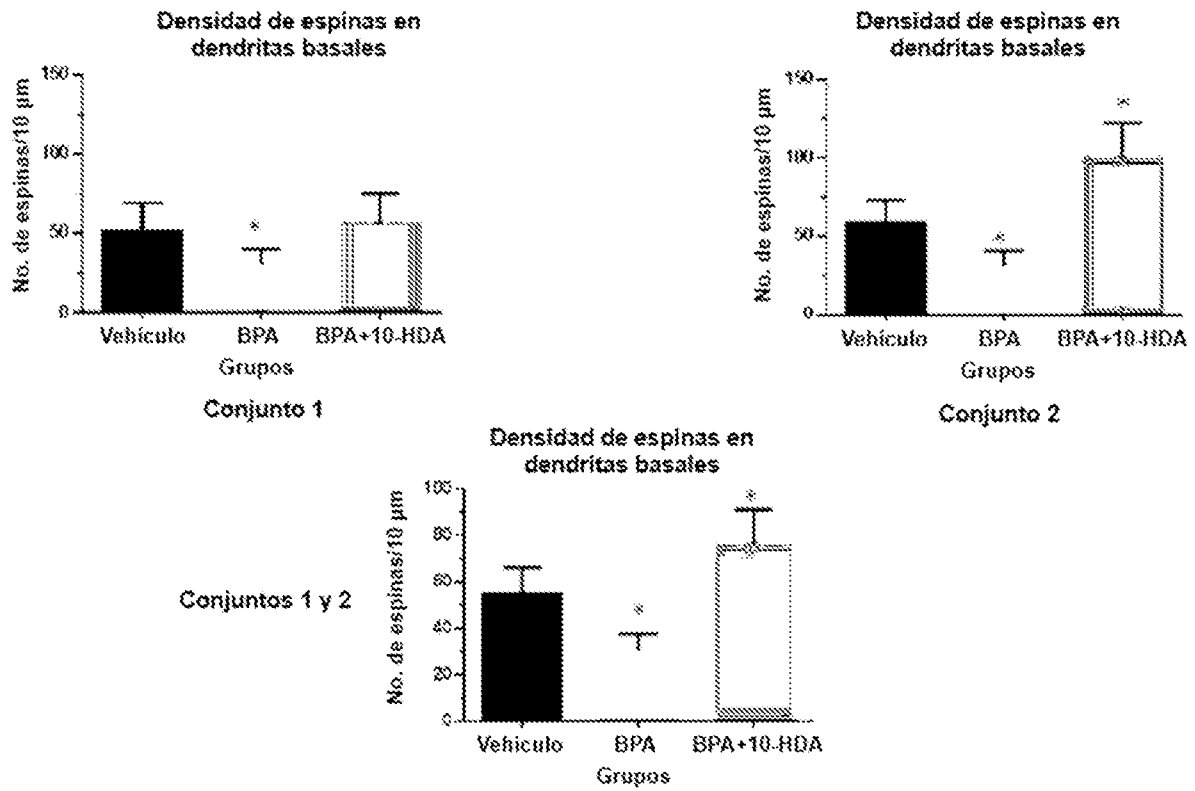 Densidad de espinas en
dendritas basales
No. de espinas/10 µm
150
100
50
0
Vehículo BPA BPA+10-HDA
Grupos
Conjunto 1
Densidad de espinas en
dendritas basales
No. de espinas/10 µm
150
100
50
0
Vehículo BPA BPA+10-HDA
Grupos
Conjunto 2
Densidad de espinas en
dendritas basales
Conjuntos 1 y 2
No. de espinas/10 µm
100
80
60
40
20
0
Vehículo BPA BPA+10-HDA
Grupos